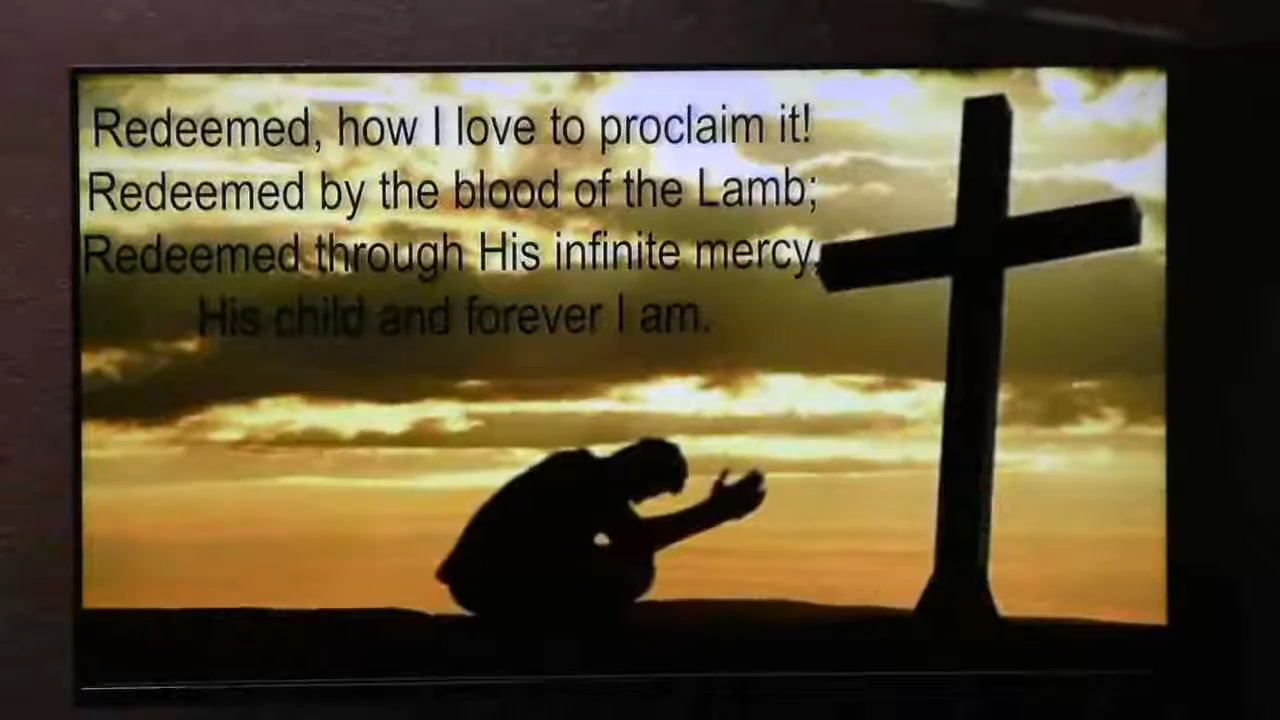 Redeemed, how I love to proclaim it!
Redeemed by the blood of the Lamb;
Redeemed through His infinite mercy,
His child and forever I am.